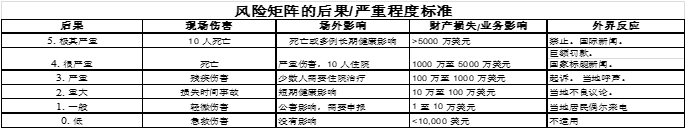 风险矩阵的后果/严重程度标准
后果 现场伤害 场外影响 财产损失/业务影响 外界反应
5. 极其严重 10 人死亡 死亡或多例长期健康影响 >5000 万美元 禁止。国际新闻。
巨额罚款。
4. 很严重 死亡 严重伤害，10 人住院 1000 万至 5000 万美元 国家标题新闻。
3. 严重 残疾伤害 少数人需要住院治疗 100 万至 1000 万美元 起诉。当地呼声。
2. 重大 损失时间事故 短期健康影响 10 万至 100 万美元 当地不良议论。
1. 一般 轻微伤害 公害影响，需要申报 1 至 10 万美元 当地居民偶尔来电
0. 低 急救伤害 没有影响 <10,000 美元 不适用